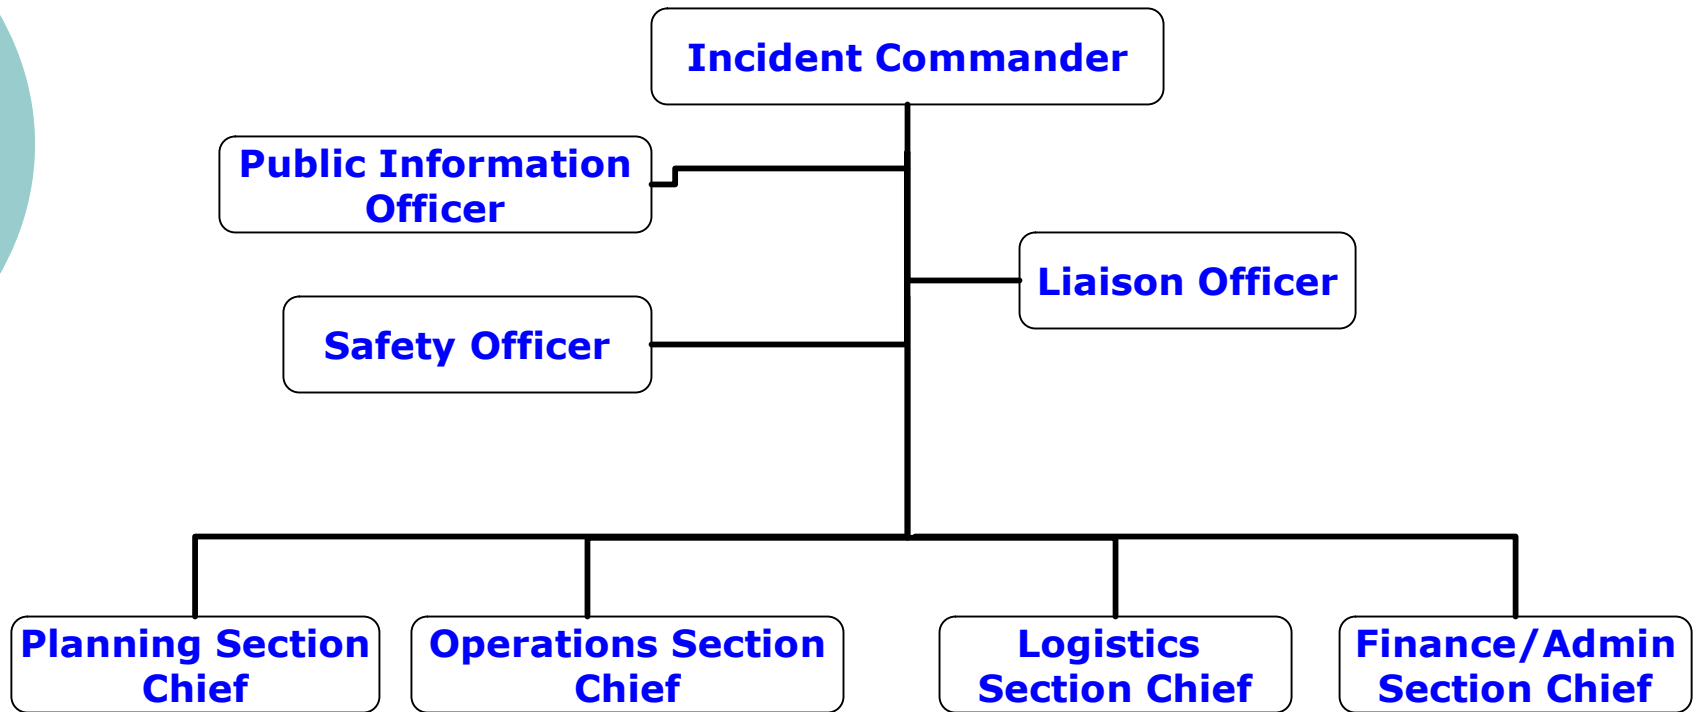 Incident Commander
Public Information
Officer
Liaison Officer
Safety Officer
Planning Section
Chief
Operations Section
Chief
Logistics
Section Chief
Finance/Admin
Section Chief